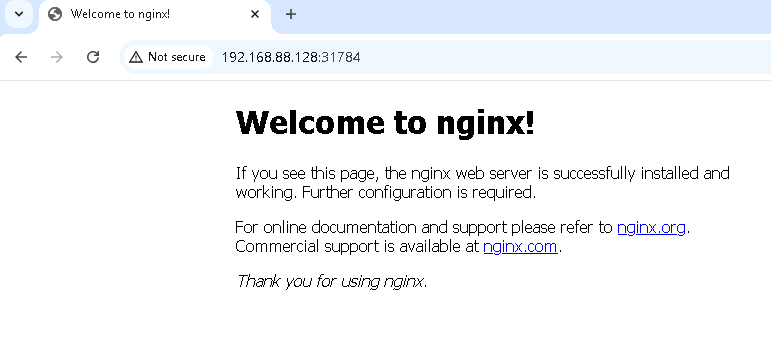 Welcome to nginx!
Not secure
192.168.88.128:31784
Welcome to nginx!
If you see this page, the nginx web server is successfully installed and
working. Further configuration is required.
For online documentation and support please refer to nginx.org.
Commercial support is available at nginx.com.
Thank you for using nginx.